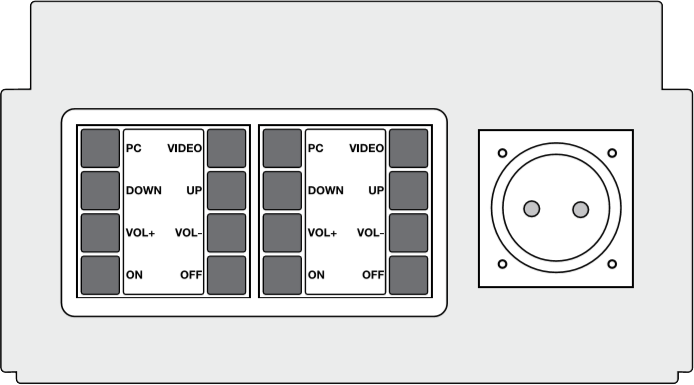 PC VIDEO PC VIDEO
DOWN UP DOWN UP
VOL+ VOL- VOL+ VOL-
ON OFF ON OFF